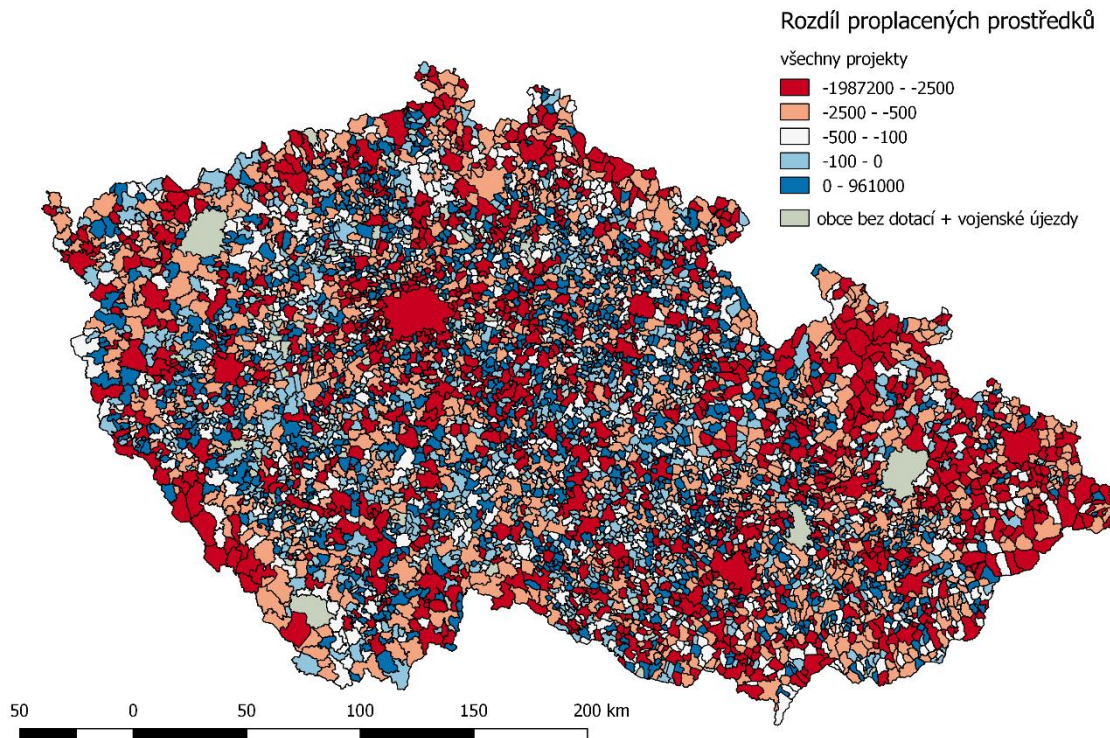 Rozdíl proplacených prostředků
všechny projekty
-1987200 - -2500
-2500 - -500
-500 - -100
-100 - 0
0 - 961000
obce bez dotací + vojenské újezdy
50 0 50 100 150 200 km